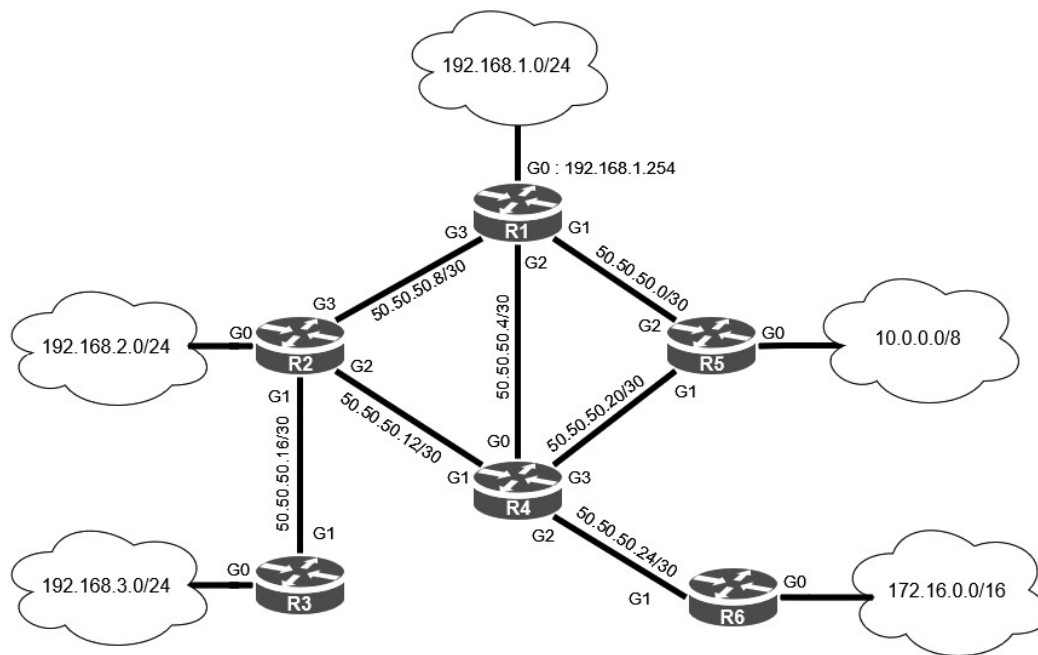 192.168.1.0/24
G0 : 192.168.1.254
R1
G3
G1
G2
50.50.50.8/30
50.50.50.4/30
50.50.50.0/30
192.168.2.0/24
G0
G3
R2
G2
G1
G2
R5
G0
G1
10.0.0.0/8
50.50.50.12/30
50.50.50.20/30
50.50.50.16/30
G0
G1
G3
R4
G2
50.50.50.24/30
192.168.3.0/24
G0
G1
R3
G1
G0
R6
172.16.0.0/16